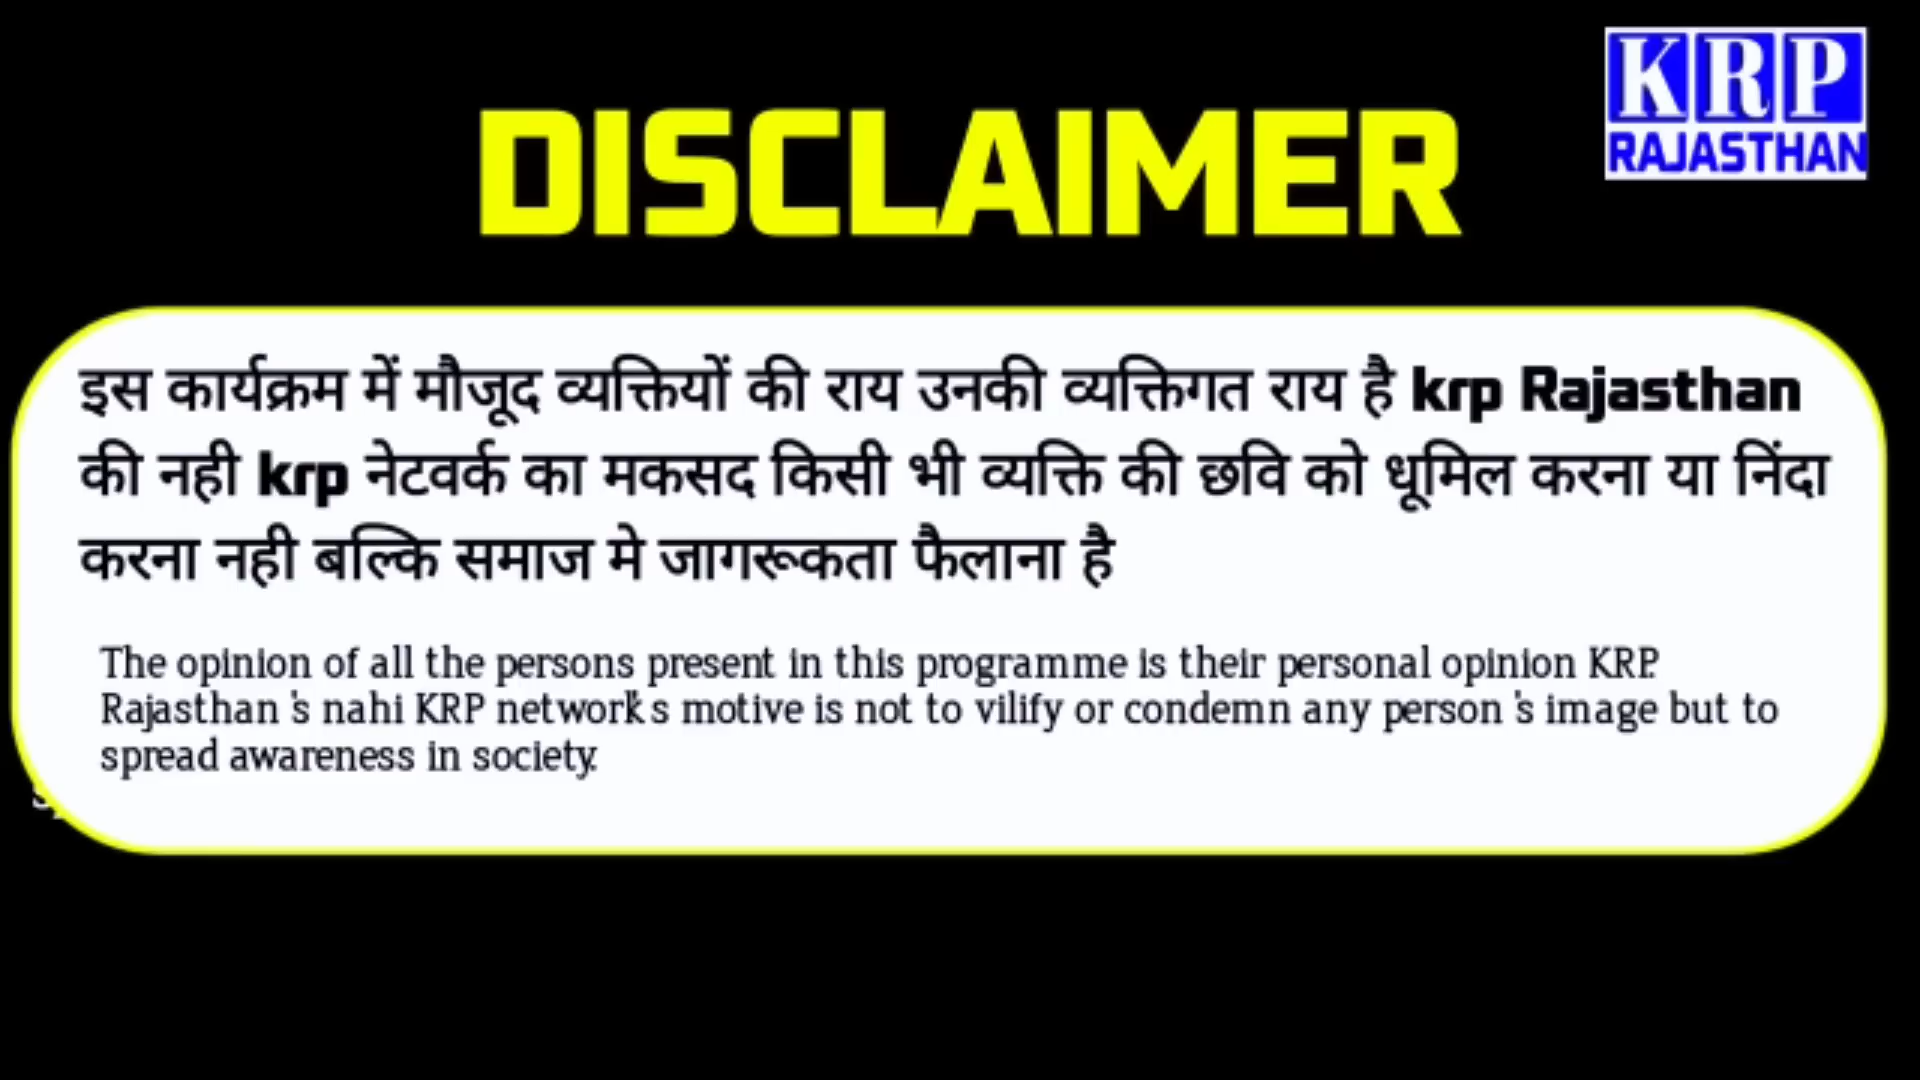 KRP
RAJASTHAN
DISCLAIMER
इस कार्यक्रम में मौजूद व्यक्तियों की राय उनकी व्यक्तिगत राय है krp Rajasthan
की नही krp नेटवर्क का मकसद किसी भी व्यक्ति की छवि को धूमिल करना या निंदा
करना नही बल्कि समाज मे जागरूकता फैलाना है
The opinion of all the persons present in this programme is their personal opinion KRP.
Rajasthan's nahi KRP network's motive is not to vilify or condemn any person's image but to
spread awareness in society.